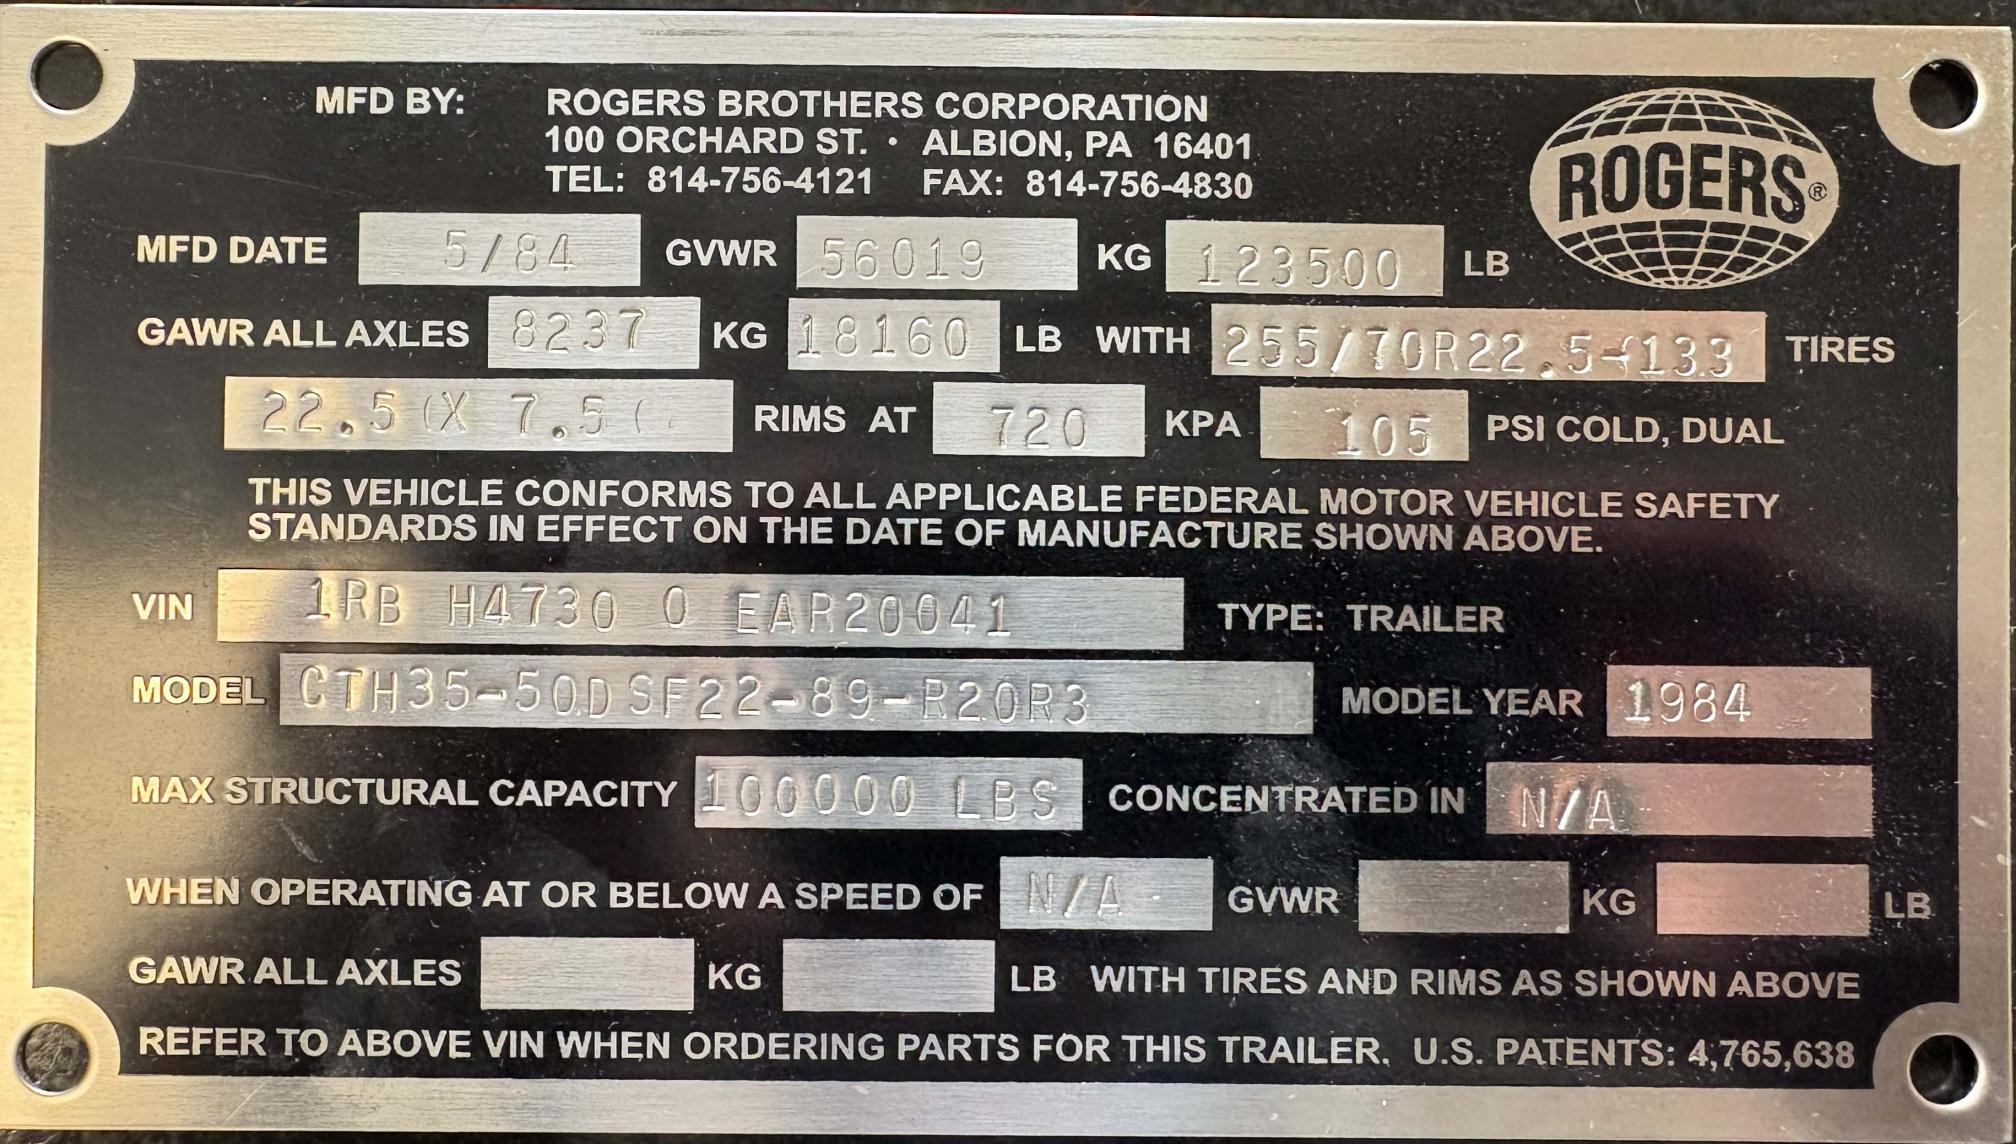 MFD BY: ROGERS BROTHERS CORPORATION
100 ORCHARD ST. • ALBION, PA 16401
TEL: 814-756-4121 FAX: 814-756-4830
ROGERS®
MFD DATE 5/84 GVWR 56019 KG 123500 LB
GAWR ALL AXLES 8237 KG 18160 LB WITH 255/70R22.5-(133 TIRES
22.5 (X 7.5 ( RIMS AT 720 KPA 105 PSI COLD, DUAL
THIS VEHICLE CONFORMS TO ALL APPLICABLE FEDERAL MOTOR VEHICLE SAFETY
STANDARDS IN EFFECT ON THE DATE OF MANUFACTURE SHOWN ABOVE.
VIN 1RB H4730 0 EAR20041 TYPE: TRAILER
MODEL CTH35-50DSF22-89-R20R3 MODEL YEAR 1984
MAX STRUCTURAL CAPACITY 100000 LBS CONCENTRATED IN N/A
WHEN OPERATING AT OR BELOW A SPEED OF N/A GVWR KG LB
GAWR ALL AXLES KG LB WITH TIRES AND RIMS AS SHOWN ABOVE
REFER TO ABOVE VIN WHEN ORDERING PARTS FOR THIS TRAILER. U.S. PATENTS: 4,765,638